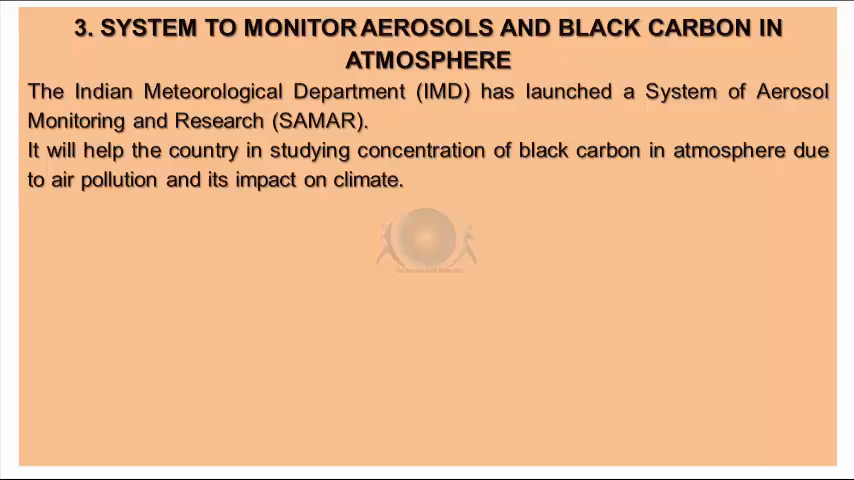 3. SYSTEM TO MONITOR AEROSOLS AND BLACK CARBON IN
ATMOSPHERE
The Indian Meteorological Department (IMD) has launched a System of Aerosol
Monitoring and Research (SAMAR).
It will help the country in studying concentration of black carbon in atmosphere due
to air pollution and its impact on climate.